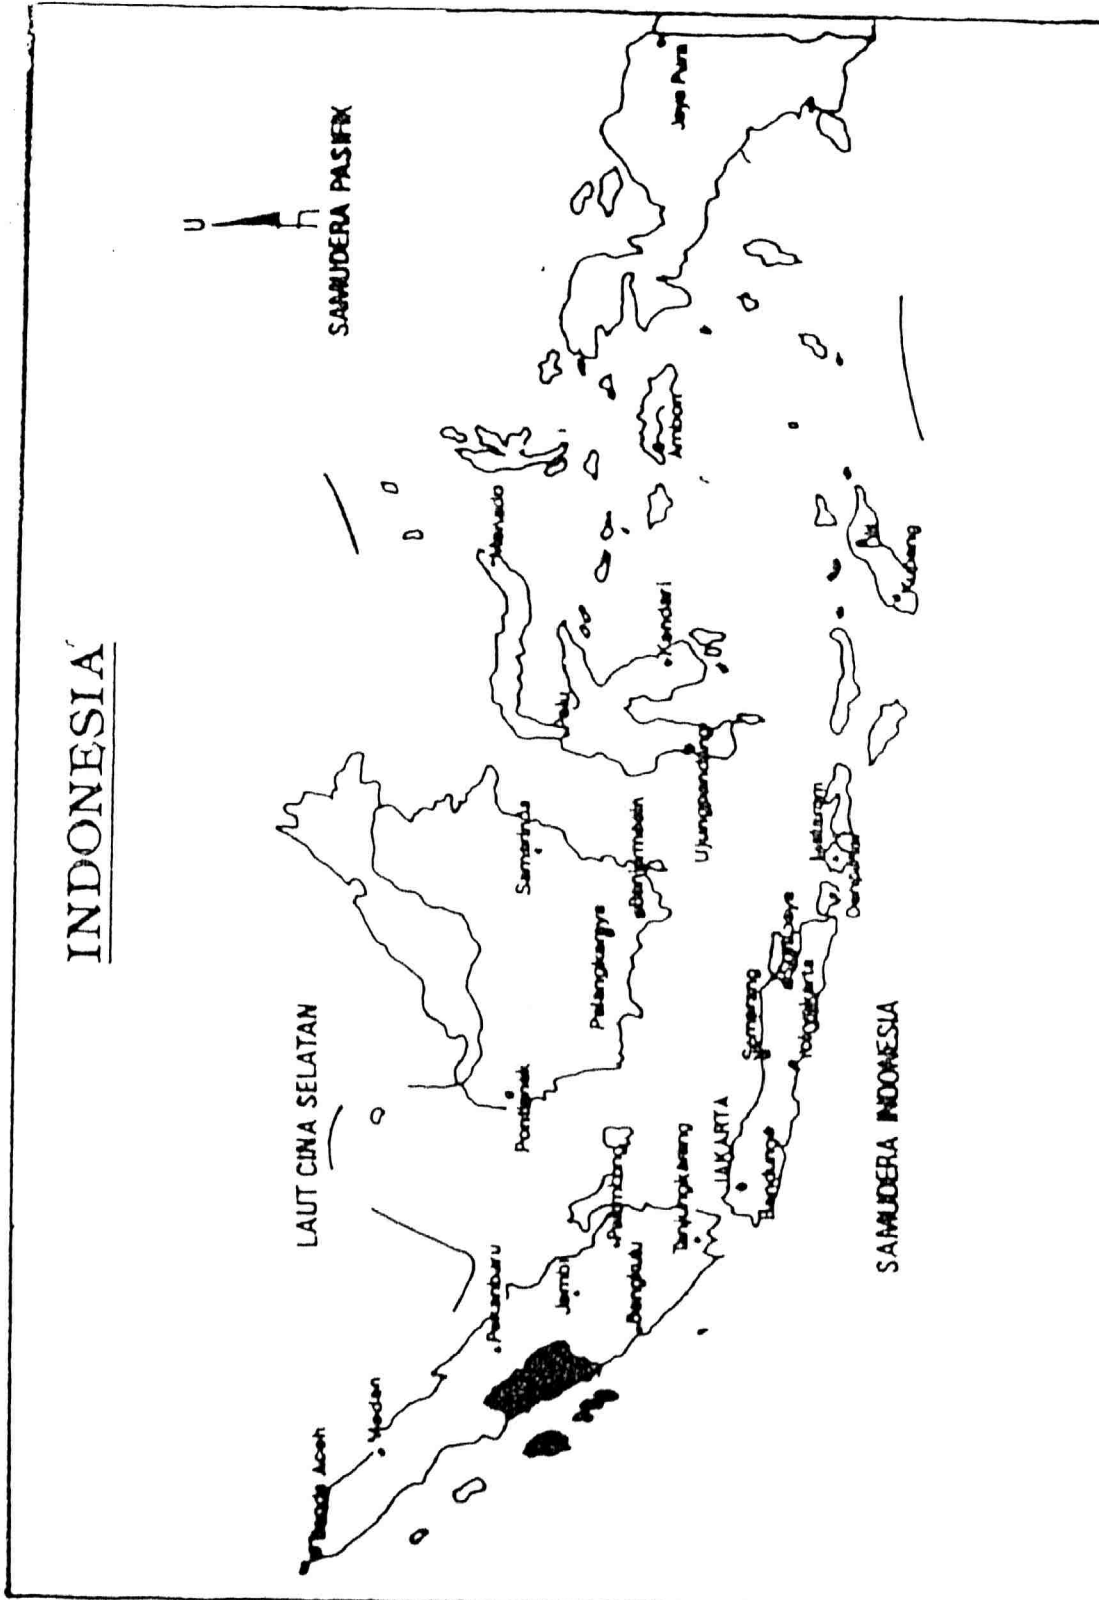 INDONESIA
U
LAUT CINA SELATAN
SAMUDERA PASIFIK
Banda Aceh
Medan
Pekanbaru
Jambi
Palembang
Bengkulu
Tanjungkarang
JAKARTA
Bandung
Semarang
Yogyakarta
Surabaya
Denpasar
Mataram
Pontianak
Palangkaraya
Banjarmasin
Samarinda
Palu
Manado
Kendari
Ujungpandang
Ambon
Jaya Pura
Kupang
SAMUDERA INDONESIA